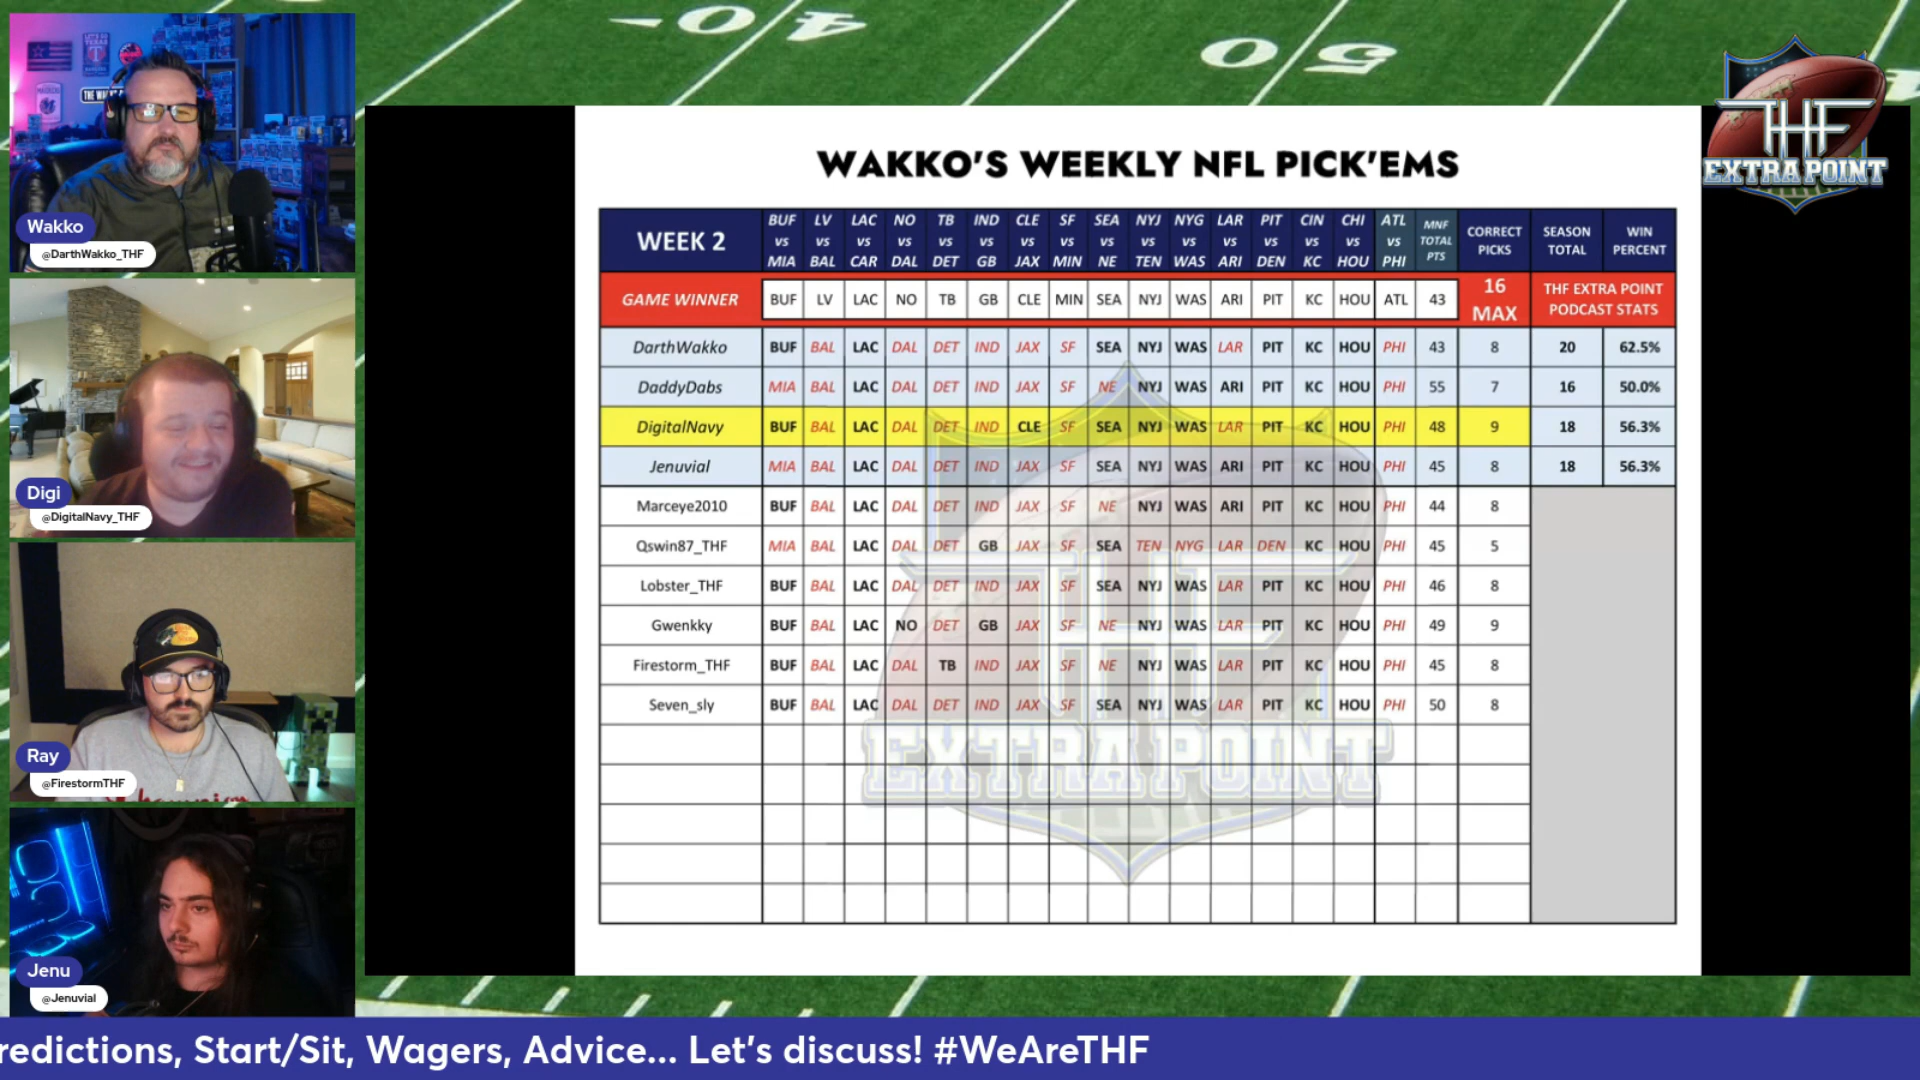 40
50
THF
EXTRA POINT
Wakko
@DarthWakko_THF
Digi
@DigitalNavy_THF
Ray
@FirestormTHF
Jenu
@Jenuvial
WAKKO'S WEEKLY NFL PICK'EMS
WEEK 2 BUF vs MIA LV vs BAL LAC vs CAR NO vs DAL TB vs DET IND vs GB CLE vs JAX SF vs MIN SEA vs NE NYJ vs TEN NYG vs WAS LAR vs ARI PIT vs DEN CIN vs KC CHI vs HOU ATL vs PHI MNF TOTAL PTS CORRECT PICKS SEASON TOTAL WIN PERCENT
GAME WINNER BUF LV LAC NO TB GB CLE MIN SEA NYJ WAS ARI PIT KC HOU ATL 43 16 MAX THF EXTRA POINT PODCAST STATS
DarthWakko BUF BAL LAC DAL DET IND JAX SF SEA NYJ WAS LAR PIT KC HOU PHI 43 8 20 62.5%
DaddyDabs MIA BAL LAC DAL DET IND JAX SF NE NYJ WAS ARI PIT KC HOU PHI 55 7 16 50.0%
DigitalNavy BUF BAL LAC DAL DET IND CLE SF SEA NYJ WAS LAR PIT KC HOU PHI 48 9 18 56.3%
Jenuvial MIA BAL LAC DAL DET IND JAX SF SEA NYJ WAS ARI PIT KC HOU PHI 45 8 18 56.3%
Marceye2010 BUF BAL LAC DAL DET IND JAX SF NE NYJ WAS ARI PIT KC HOU PHI 44 8
Qswin87_THF MIA BAL LAC DAL DET GB JAX SF SEA TEN NYG LAR DEN KC HOU PHI 45 5
Lobster_THF BUF BAL LAC DAL DET IND JAX SF SEA NYJ WAS LAR PIT KC HOU PHI 46 8
Gwenkky BUF BAL LAC NO DET GB JAX SF NE NYJ WAS LAR PIT KC HOU PHI 49 9
Firestorm_THF BUF BAL LAC DAL TB IND JAX SF NE NYJ WAS LAR PIT KC HOU PHI 45 8
Seven_sly BUF BAL LAC DAL DET IND JAX SF SEA NYJ WAS LAR PIT KC HOU PHI 50 8
THF
EXTRA POINT
redictions, Start/Sit, Wagers, Advice... Let's discuss! #WeAreTHF